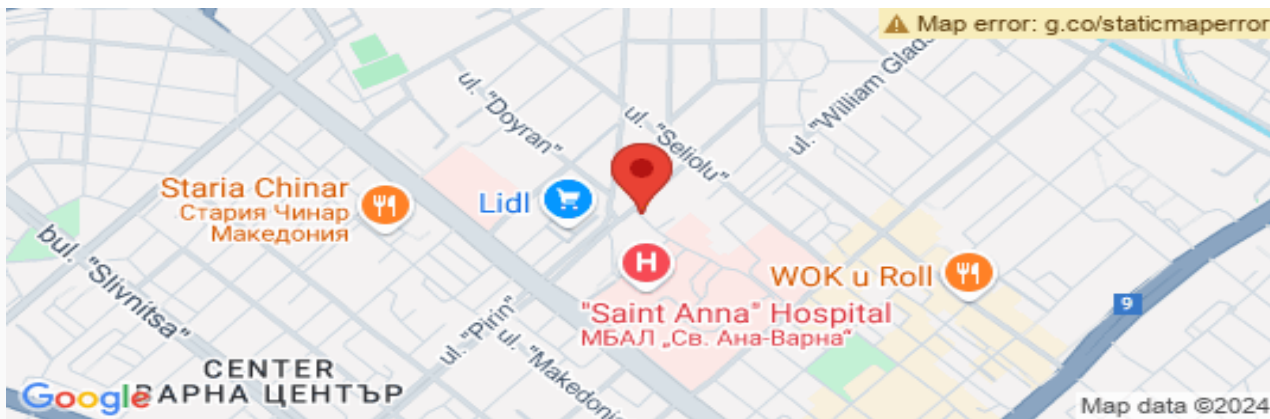 Map error: g.co/staticmaperror
ul. "Doyran"
ul. "Seliolu"
ul. "William Glads
Staria Chinar
Стария Чинар
Македония
Lidl
H
WOK u Roll
9
"Saint Anna" Hospital
МБАЛ „Св. Ана-Варна“
bul. "Slivnitsa"
ul. "Pirin"
ul. "Makedonia
CENTER
ВАРНА ЦЕНТЪР
Google
Map data ©2024